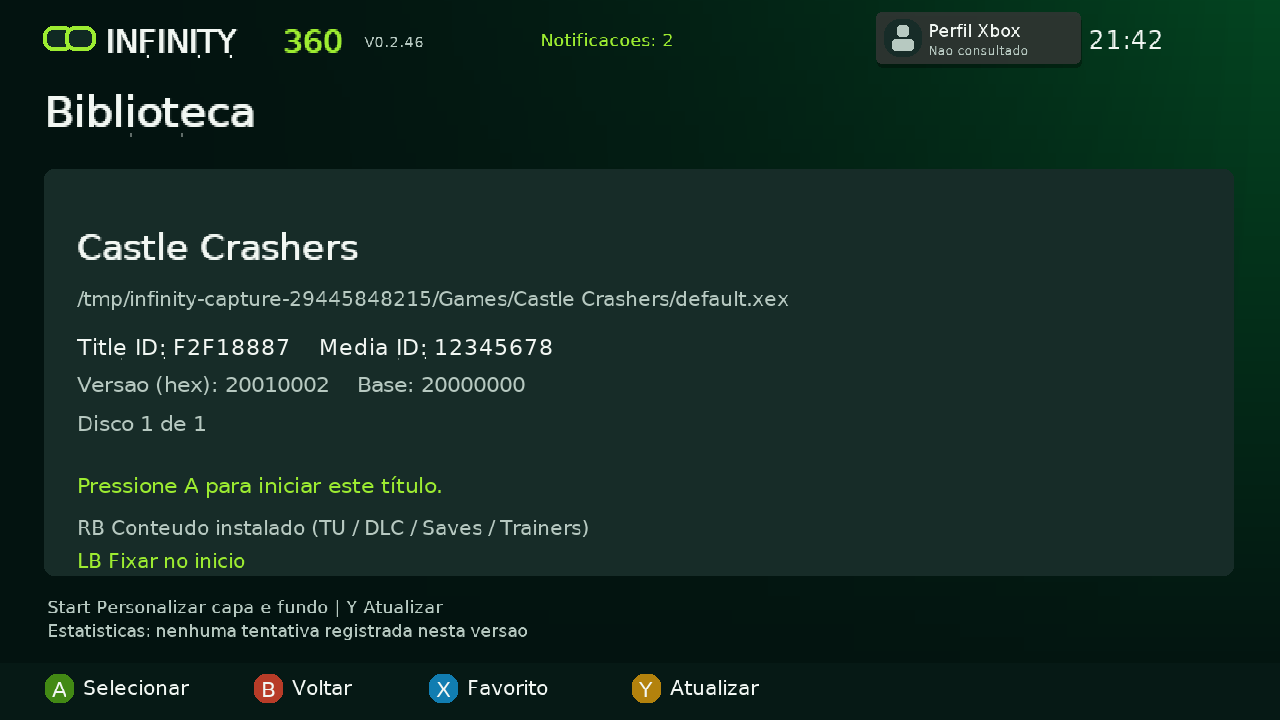 INFINITY 360 V0.2.46 Notificacoes: 2 Perfil Xbox 21:42
Nao consultado
Biblioteca
Castle Crashers
/tmp/infinity-capture-29445848215/Games/Castle Crashers/default.xex
Title ID: F2F18887 Media ID: 12345678
Versao (hex): 20010002 Base: 20000000
Disco 1 de 1
Pressione A para iniciar este título.
RB Conteudo instalado (TU / DLC / Saves / Trainers)
LB Fixar no inicio
Start Personalizar capa e fundo | Y Atualizar
Estatisticas: nenhuma tentativa registrada nesta versao
A Selecionar B Voltar X Favorito Y Atualizar